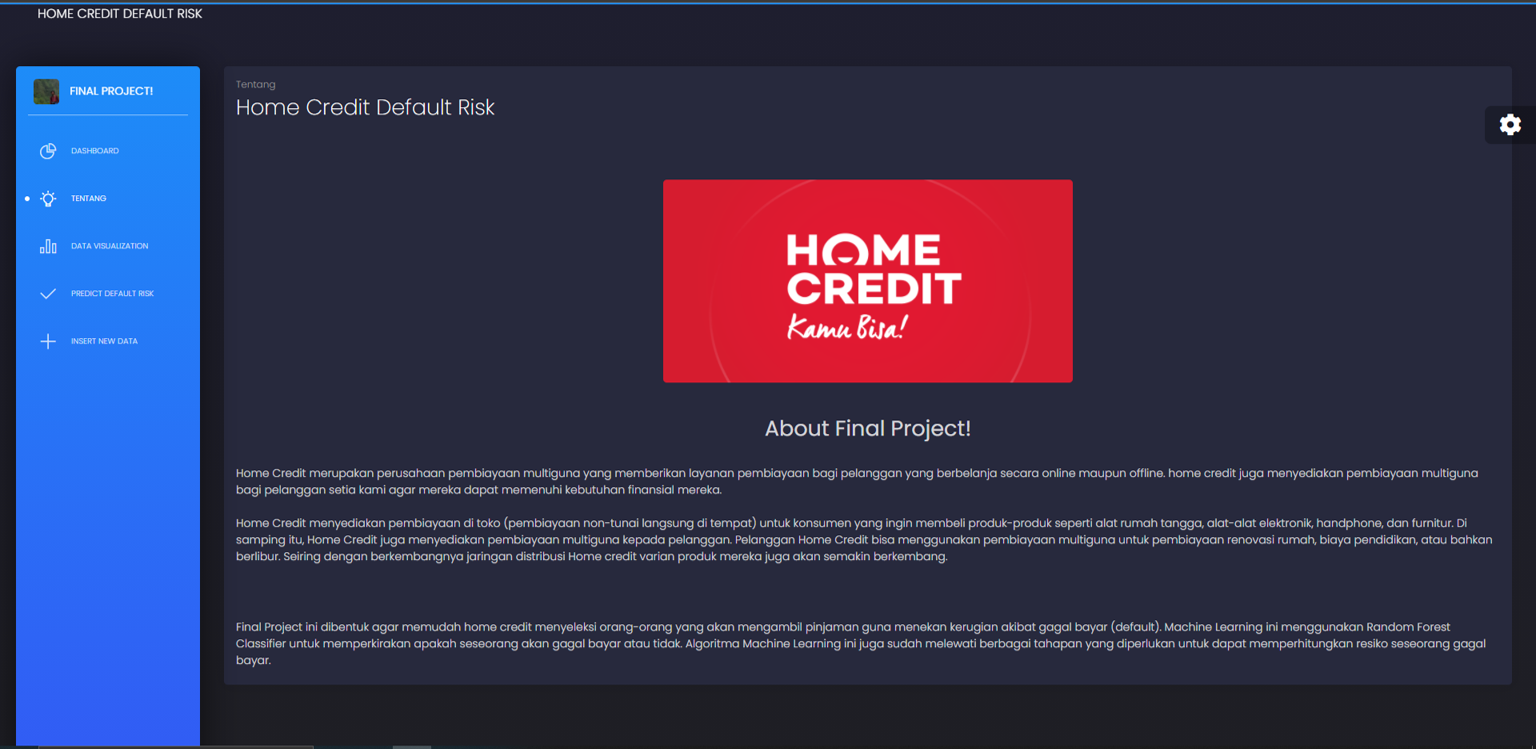 HOME CREDIT DEFAULT RISK
FINAL PROJECT!
DASHBOARD
TENTANG
DATA VISUALIZATION
PREDICT DEFAULT RISK
INSERT NEW DATA
Tentang
Home Credit Default Risk
HOME
CREDIT
Kamu Bisa!
About Final Project!
Home Credit merupakan perusahaan pembiayaan multiguna yang memberikan layanan pembiayaan bagi pelanggan yang berbelanja secara online maupun offline. home credit juga menyediakan pembiayaan multiguna
bagi pelanggan setia kami agar mereka dapat memenuhi kebutuhan finansial mereka.
Home Credit menyediakan pembiayaan di toko (pembiayaan non-tunai langsung di tempat) untuk konsumen yang ingin membeli produk-produk seperti alat rumah tangga, alat-alat elektronik, handphone, dan furnitur. Di
samping itu, Home Credit juga menyediakan pembiayaan multiguna kepada pelanggan. Pelanggan Home Credit bisa menggunakan pembiayaan multiguna untuk pembiayaan renovasi rumah, biaya pendidikan, atau bahkan
berlibur. Seiring dengan berkembangnya jaringan distribusi Home credit varian produk mereka juga akan semakin berkembang.
Final Project ini dibentuk agar memudah home credit menyeleksi orang-orang yang akan mengambil pinjaman guna menekan kerugian akibat gagal bayar (default). Machine Learning ini menggunakan Random Forest
Classifier untuk memperkirakan apakah seseorang akan gagal bayar atau tidak. Algoritma Machine Learning ini juga sudah melewati berbagai tahapan yang diperlukan untuk dapat memperhitungkan resiko seseorang gagal
bayar.